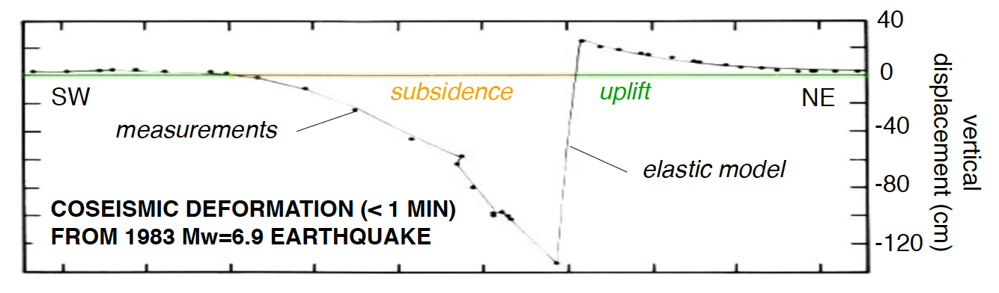 40
0
-40
-80
-120
vertical
displacement (cm)
SW
subsidence
uplift
NE
measurements
elastic model
COSEISMIC DEFORMATION (< 1 MIN)
FROM 1983 Mw=6.9 EARTHQUAKE